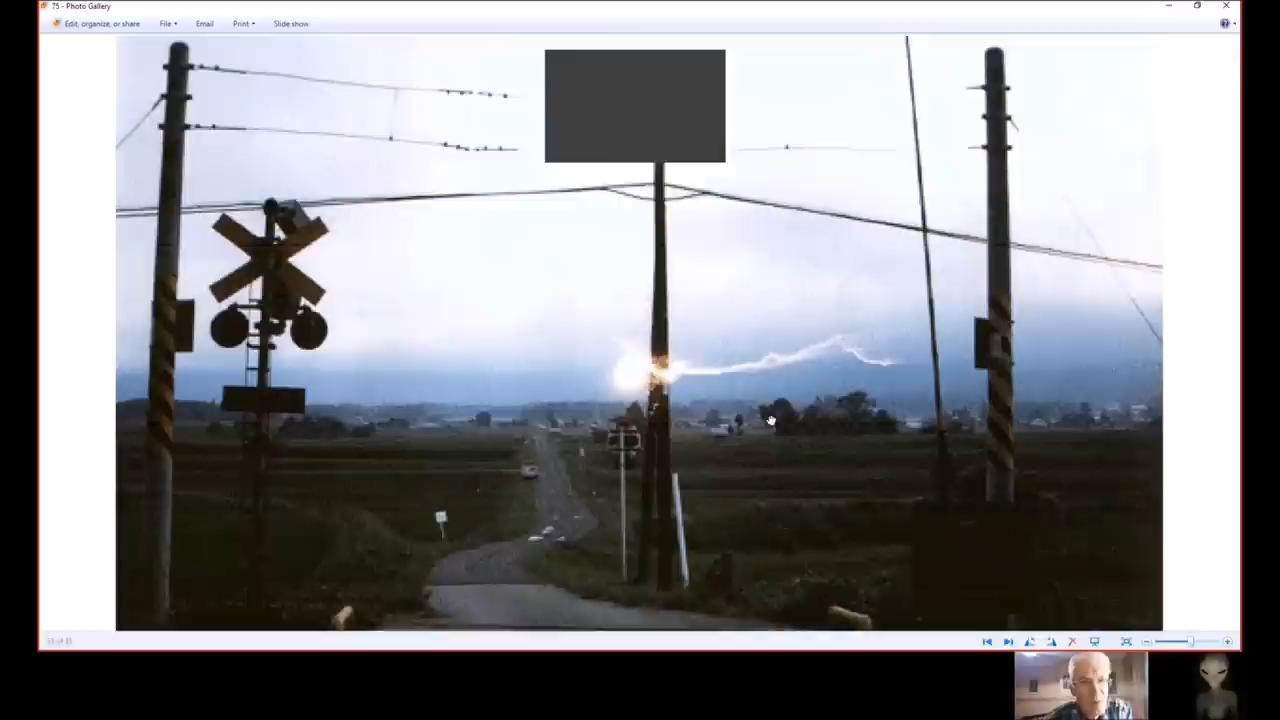 75 - Photo Gallery
Edit, organize, or share File Email Print Slide show